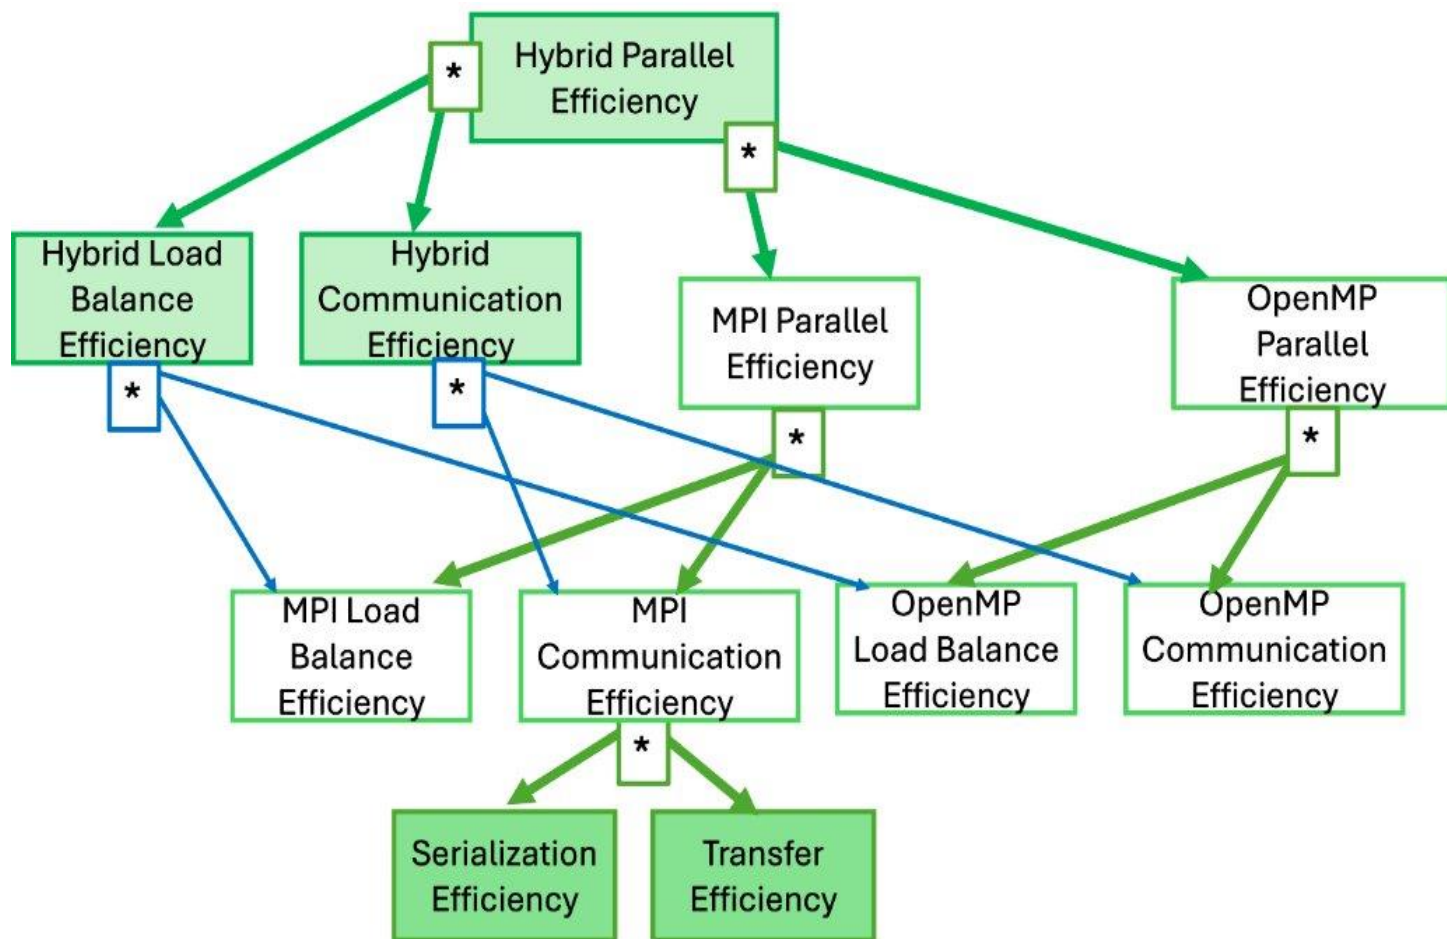 Hybrid Parallel
Efficiency
*
*
Hybrid Load
Balance
Efficiency
*
Hybrid
Communication
Efficiency
*
MPI Parallel
Efficiency
*
OpenMP
Parallel
Efficiency
*
MPI Load
Balance
Efficiency
MPI
Communication
Efficiency
*
OpenMP
Load Balance
Efficiency
OpenMP
Communication
Efficiency
Serialization
Efficiency
Transfer
Efficiency